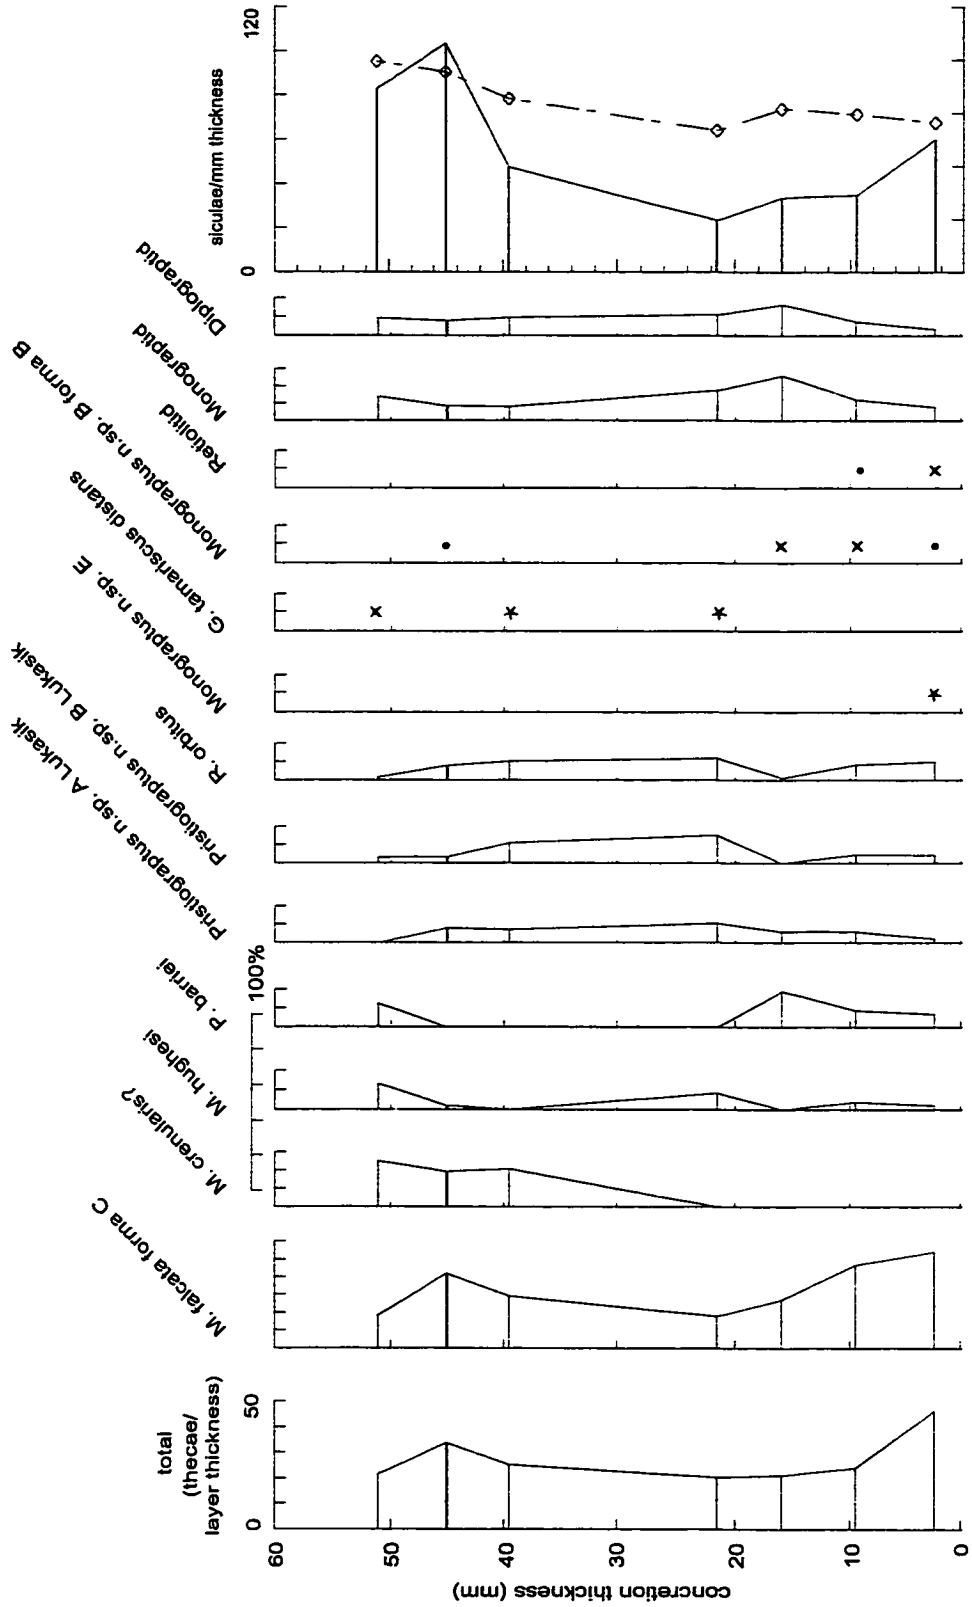 total
(thecae/
layer thickness)
0
50
M. falcata forma C
M. crenularis?
M. hughesi
100%
P. barriei
Pristiograptus n.sp. A Lukasik
Pristiograptus n.sp. B Lukasik
R. orbitus
Monograptus n.sp. E
G. tamariscus distans
Monograptus n.sp. B forma B
Retiolitid
Monograptid
Diplograptid
0
siculae/mm thickness
120
concretion thickness (mm)
60
50
40
30
20
10
0